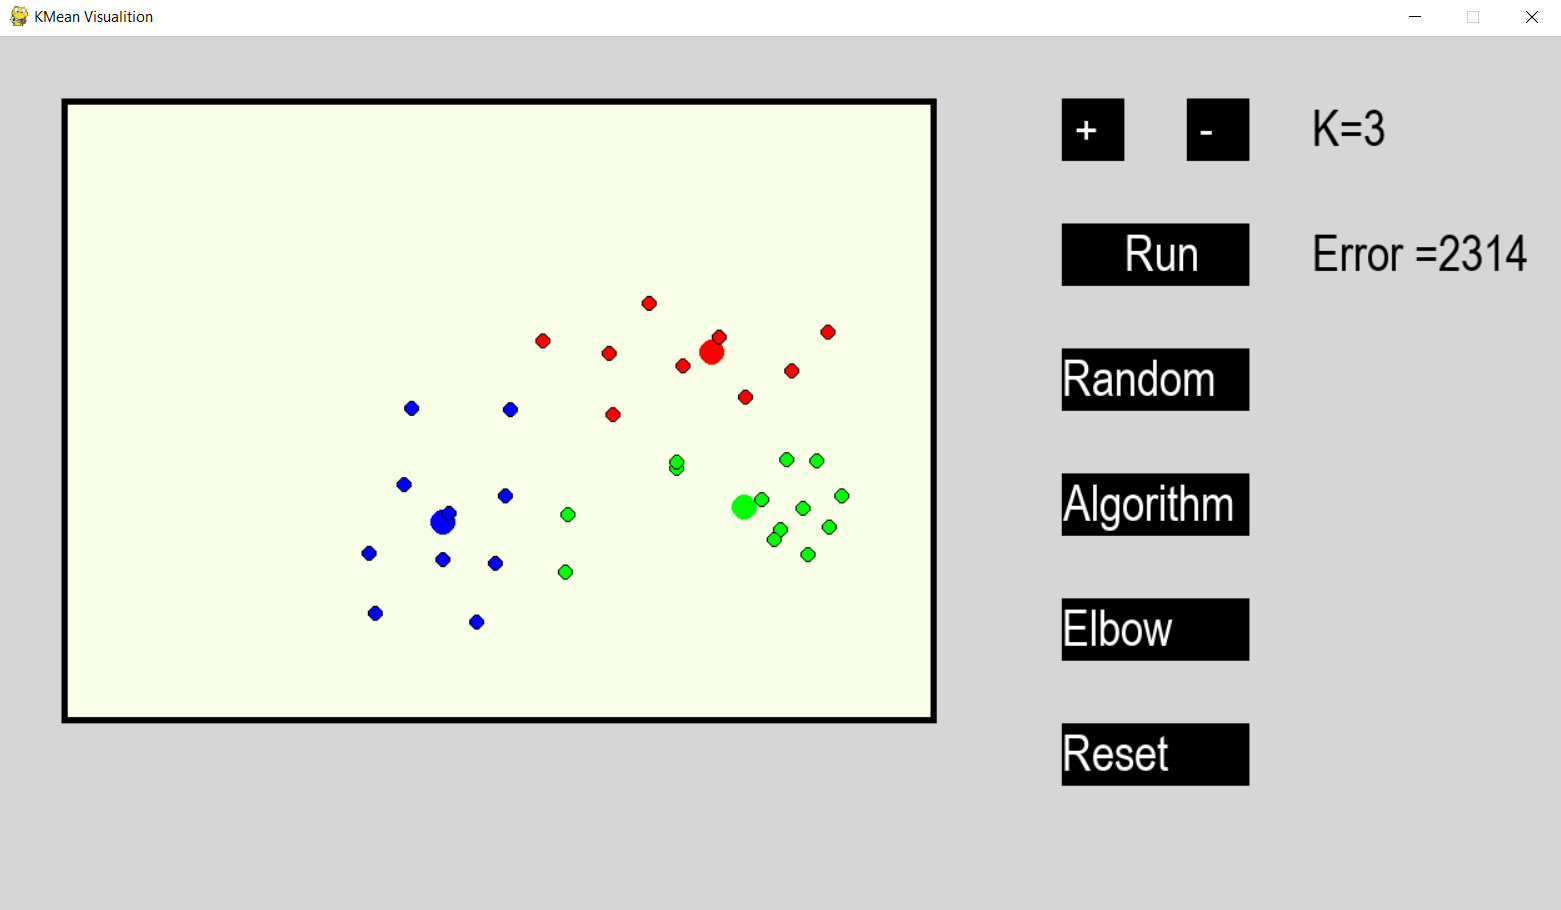 KMean Visualition
+ - K=3
Run Error =2314
Random
Algorithm
Elbow
Reset